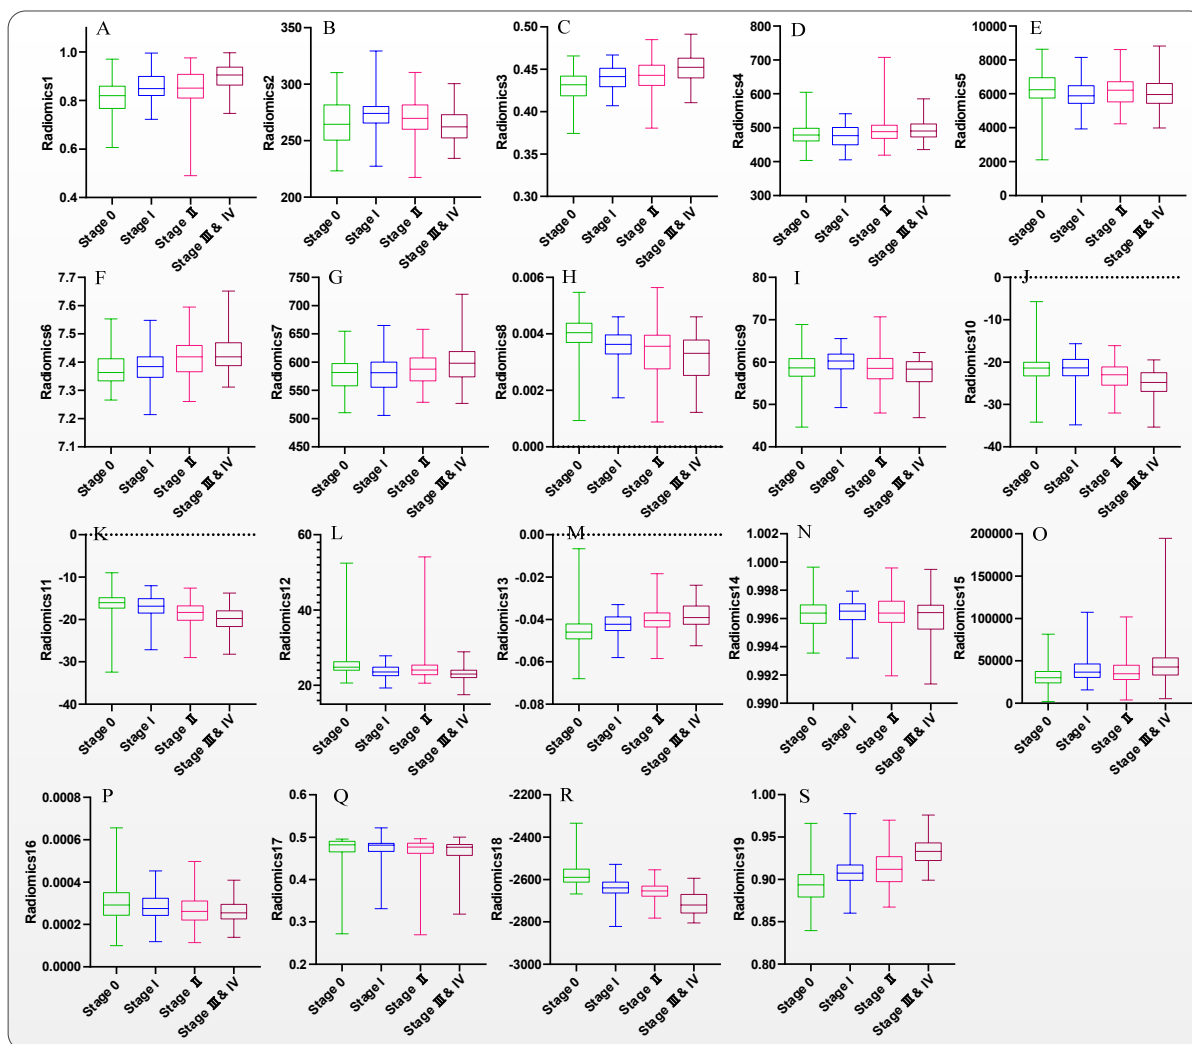 A
Radiomics1
1.0
0.8
0.6
0.4
Stage 0
Stage I
Stage Ⅱ
Stage Ⅲ & IV
B
Radiomics2
350
300
250
200
Stage 0
Stage I
Stage Ⅱ
Stage Ⅲ & IV
C
Radiomics3
0.50
0.45
0.40
0.35
0.30
Stage 0
Stage I
Stage Ⅱ
Stage Ⅲ & IV
D
Radiomics4
800
700
600
500
400
300
Stage 0
Stage I
Stage Ⅱ
Stage Ⅲ & IV
E
Radiomics5
10000
8000
6000
4000
2000
0
Stage 0
Stage I
Stage Ⅱ
Stage Ⅲ & IV
F
Radiomics6
7.7
7.6
7.5
7.4
7.3
7.2
7.1
Stage 0
Stage I
Stage Ⅱ
Stage Ⅲ & IV
G
Radiomics7
750
700
650
600
550
500
450
Stage 0
Stage I
Stage Ⅱ
Stage Ⅲ & IV
H
Radiomics8
0.006
0.004
0.002
0.000
Stage 0
Stage I
Stage Ⅱ
Stage Ⅲ & IV
I
Radiomics9
80
70
60
50
40
Stage 0
Stage I
Stage Ⅱ
Stage Ⅲ & IV
J
Radiomics10
0
-10
-20
-30
-40
Stage 0
Stage I
Stage Ⅱ
Stage Ⅲ & IV
K
Radiomics11
0
-10
-20
-30
-40
Stage 0
Stage I
Stage Ⅱ
Stage Ⅲ & IV
L
Radiomics12
60
40
20
Stage 0
Stage I
Stage Ⅱ
Stage Ⅲ & IV
M
Radiomics13
0.00
-0.02
-0.04
-0.06
-0.08
Stage 0
Stage I
Stage Ⅱ
Stage Ⅲ & IV
N
Radiomics14
1.002
1.000
0.998
0.996
0.994
0.992
0.990
Stage 0
Stage I
Stage Ⅱ
Stage Ⅲ & IV
O
Radiomics15
200000
150000
100000
50000
0
Stage 0
Stage I
Stage Ⅱ
Stage Ⅲ & IV
P
Radiomics16
0.0008
0.0006
0.0004
0.0002
0.0000
Stage 0
Stage I
Stage Ⅱ
Stage Ⅲ & IV
Q
Radiomics17
0.6
0.5
0.4
0.3
0.2
Stage 0
Stage I
Stage Ⅱ
Stage Ⅲ & IV
R
Radiomics18
-2200
-2400
-2600
-2800
-3000
Stage 0
Stage I
Stage Ⅱ
Stage Ⅲ & IV
S
Radiomics19
1.00
0.95
0.90
0.85
0.80
Stage 0
Stage I
Stage Ⅱ
Stage Ⅲ & IV